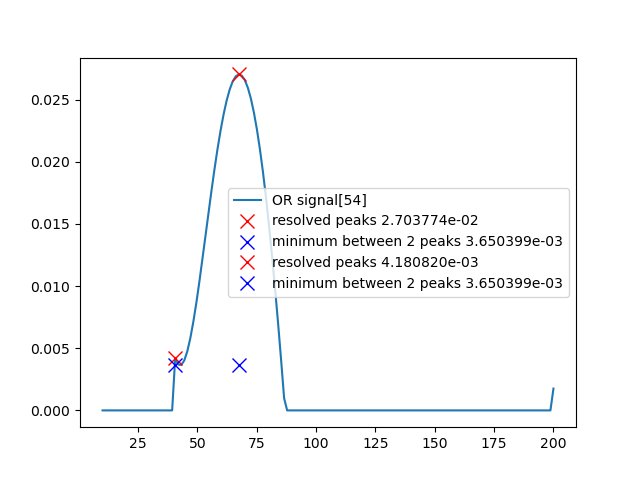 0.025
0.020
0.015
0.010
0.005
0.000
OR signal[54]
resolved peaks 2.703774e-02
minimum between 2 peaks 3.650399e-03
resolved peaks 4.180820e-03
minimum between 2 peaks 3.650399e-03
25 50 75 100 125 150 175 200